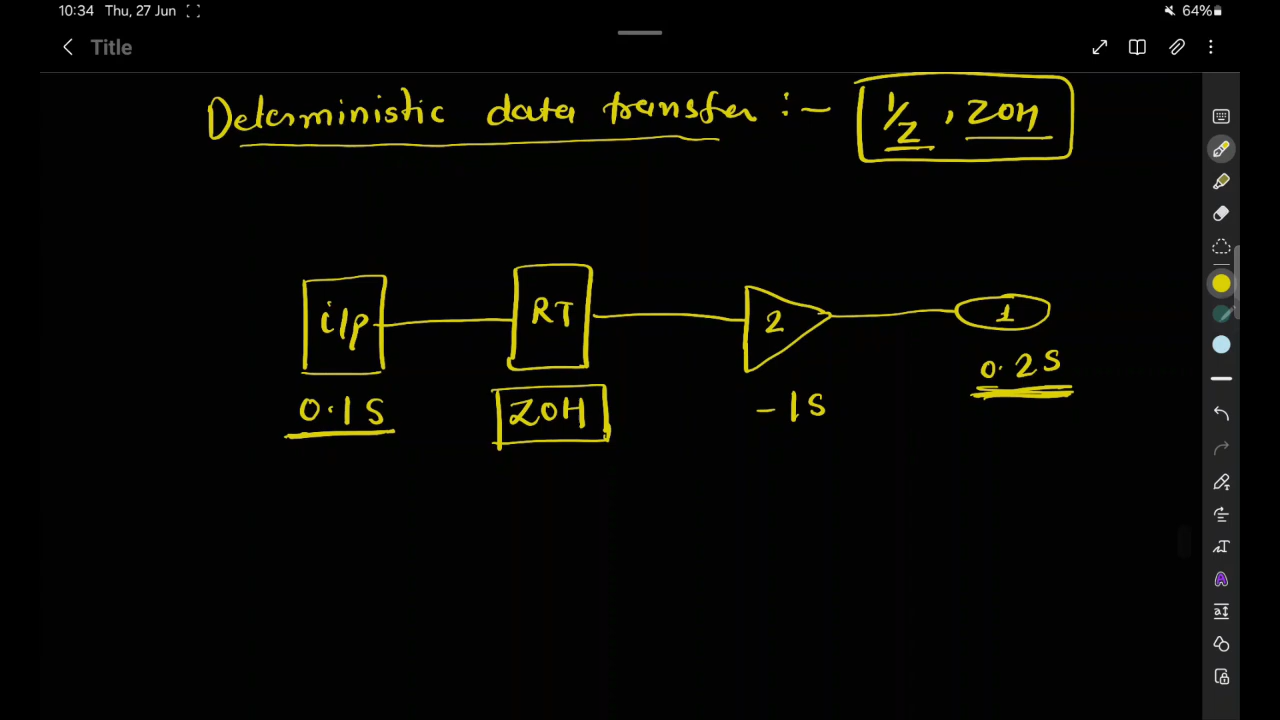 10:34 Thu, 27 Jun 64%
Title
Deterministic data transfer :- 1/z , ZOH
i/p RT 2 1
0.1S ZOH -1S 0.2S